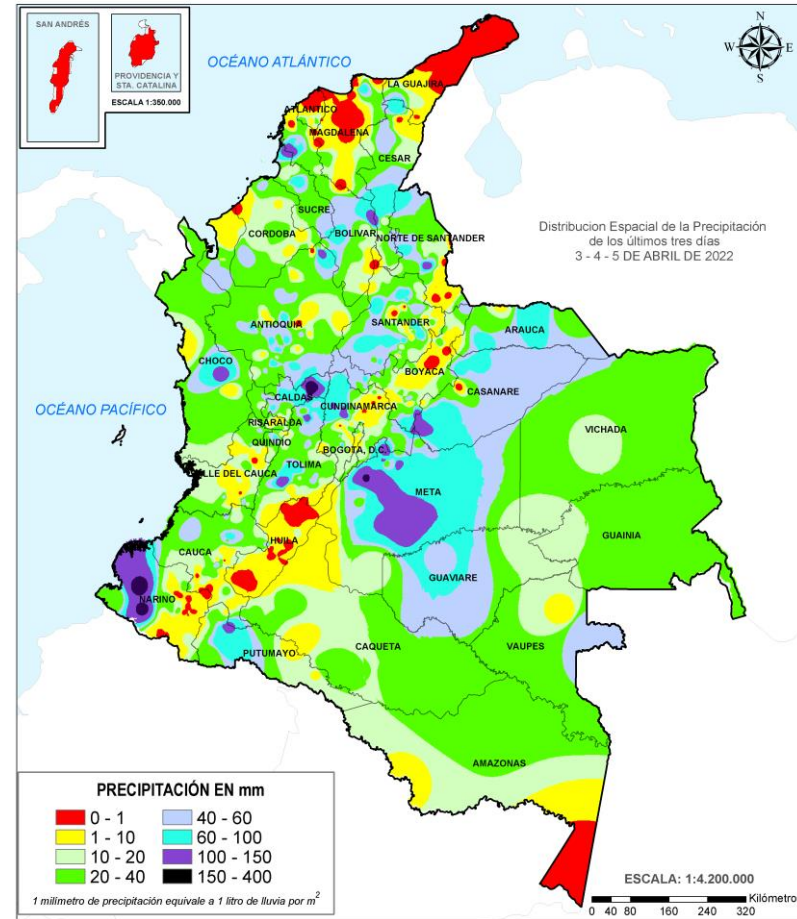 SAN ANDRÉS
PROVIDENCIA Y
STA. CATALINA
ESCALA 1:350.000
OCÉANO ATLÁNTICO
N
W
E
S
LA GUAJIRA
ATLANTICO
MAGDALENA
CESAR
SUCRE
CORDOBA
BOLIVAR
NORTE DE SANTANDER
Distribucion Espacial de la Precipitación
de los últimos tres días
3 - 4 - 5 DE ABRIL DE 2022
ANTIOQUIA
SANTANDER
ARAUCA
CHOCO
BOYACA
CASANARE
CALDAS
CUNDINAMARCA
OCÉANO PACÍFICO
RISARALDA
VICHADA
QUINDIO
BOGOTA, D.C.
TOLIMA
LLE DEL CAUCA
META
GUAINIA
CAUCA
HUILA
GUAVIARE
NARIÑO
PUTUMAYO
CAQUETA
VAUPES
AMAZONAS
PRECIPITACIÓN EN mm
0 - 1
40 - 60
1 - 10
60 - 100
10 - 20
100 - 150
20 - 40
150 - 400
1 milímetro de precipitación equivale a 1 litro de lluvia por m²
ESCALA: 1:4.200.000
Kilómetro
0 40 80 160 240 320